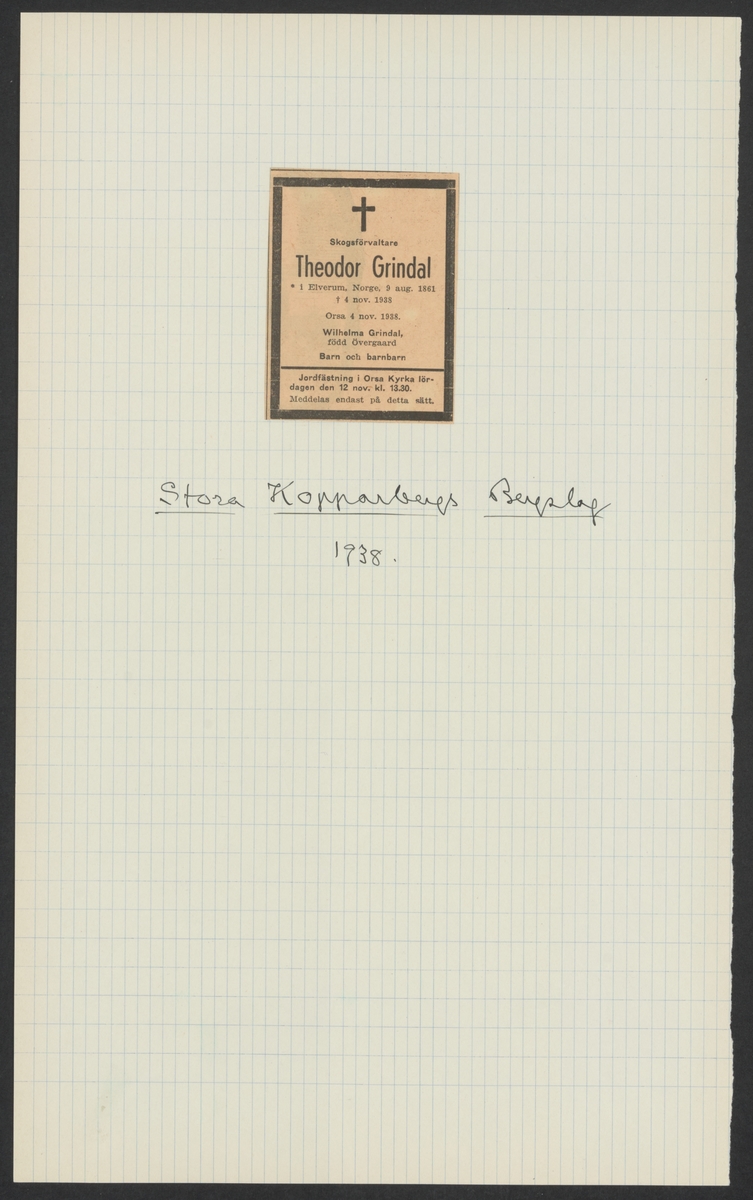 Skogsförvaltare
Theodor Grindal
* i Elverum, Norge, 9 aug. 1861
† 4 nov. 1938
Orsa 4 nov. 1938.
Wilhelma Grindal,
född Övergaard
Barn och barnbarn
Jordfästning i Orsa Kyrka lör-
dagen den 12 nov. kl. 13.30.
Meddelas endast på detta sätt.
Stora Kopparbergs Bergslag
1938.